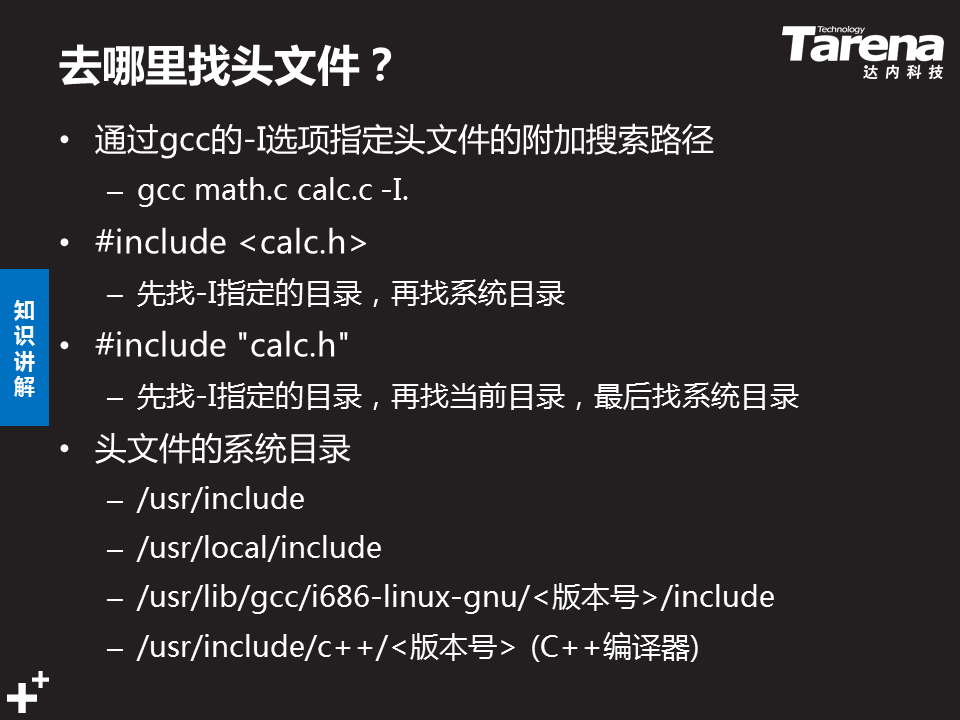 去哪里找头文件？
Technology
Tarena
达内科技
• 通过gcc的-I选项指定头文件的附加搜索路径
– gcc math.c calc.c -I.
• #include <calc.h>
– 先找-I指定的目录，再找系统目录
• #include "calc.h"
– 先找-I指定的目录，再找当前目录，最后找系统目录
• 头文件的系统目录
– /usr/include
– /usr/local/include
– /usr/lib/gcc/i686-linux-gnu/<版本号>/include
– /usr/include/c++/<版本号> (C++编译器)
知
识
讲
解